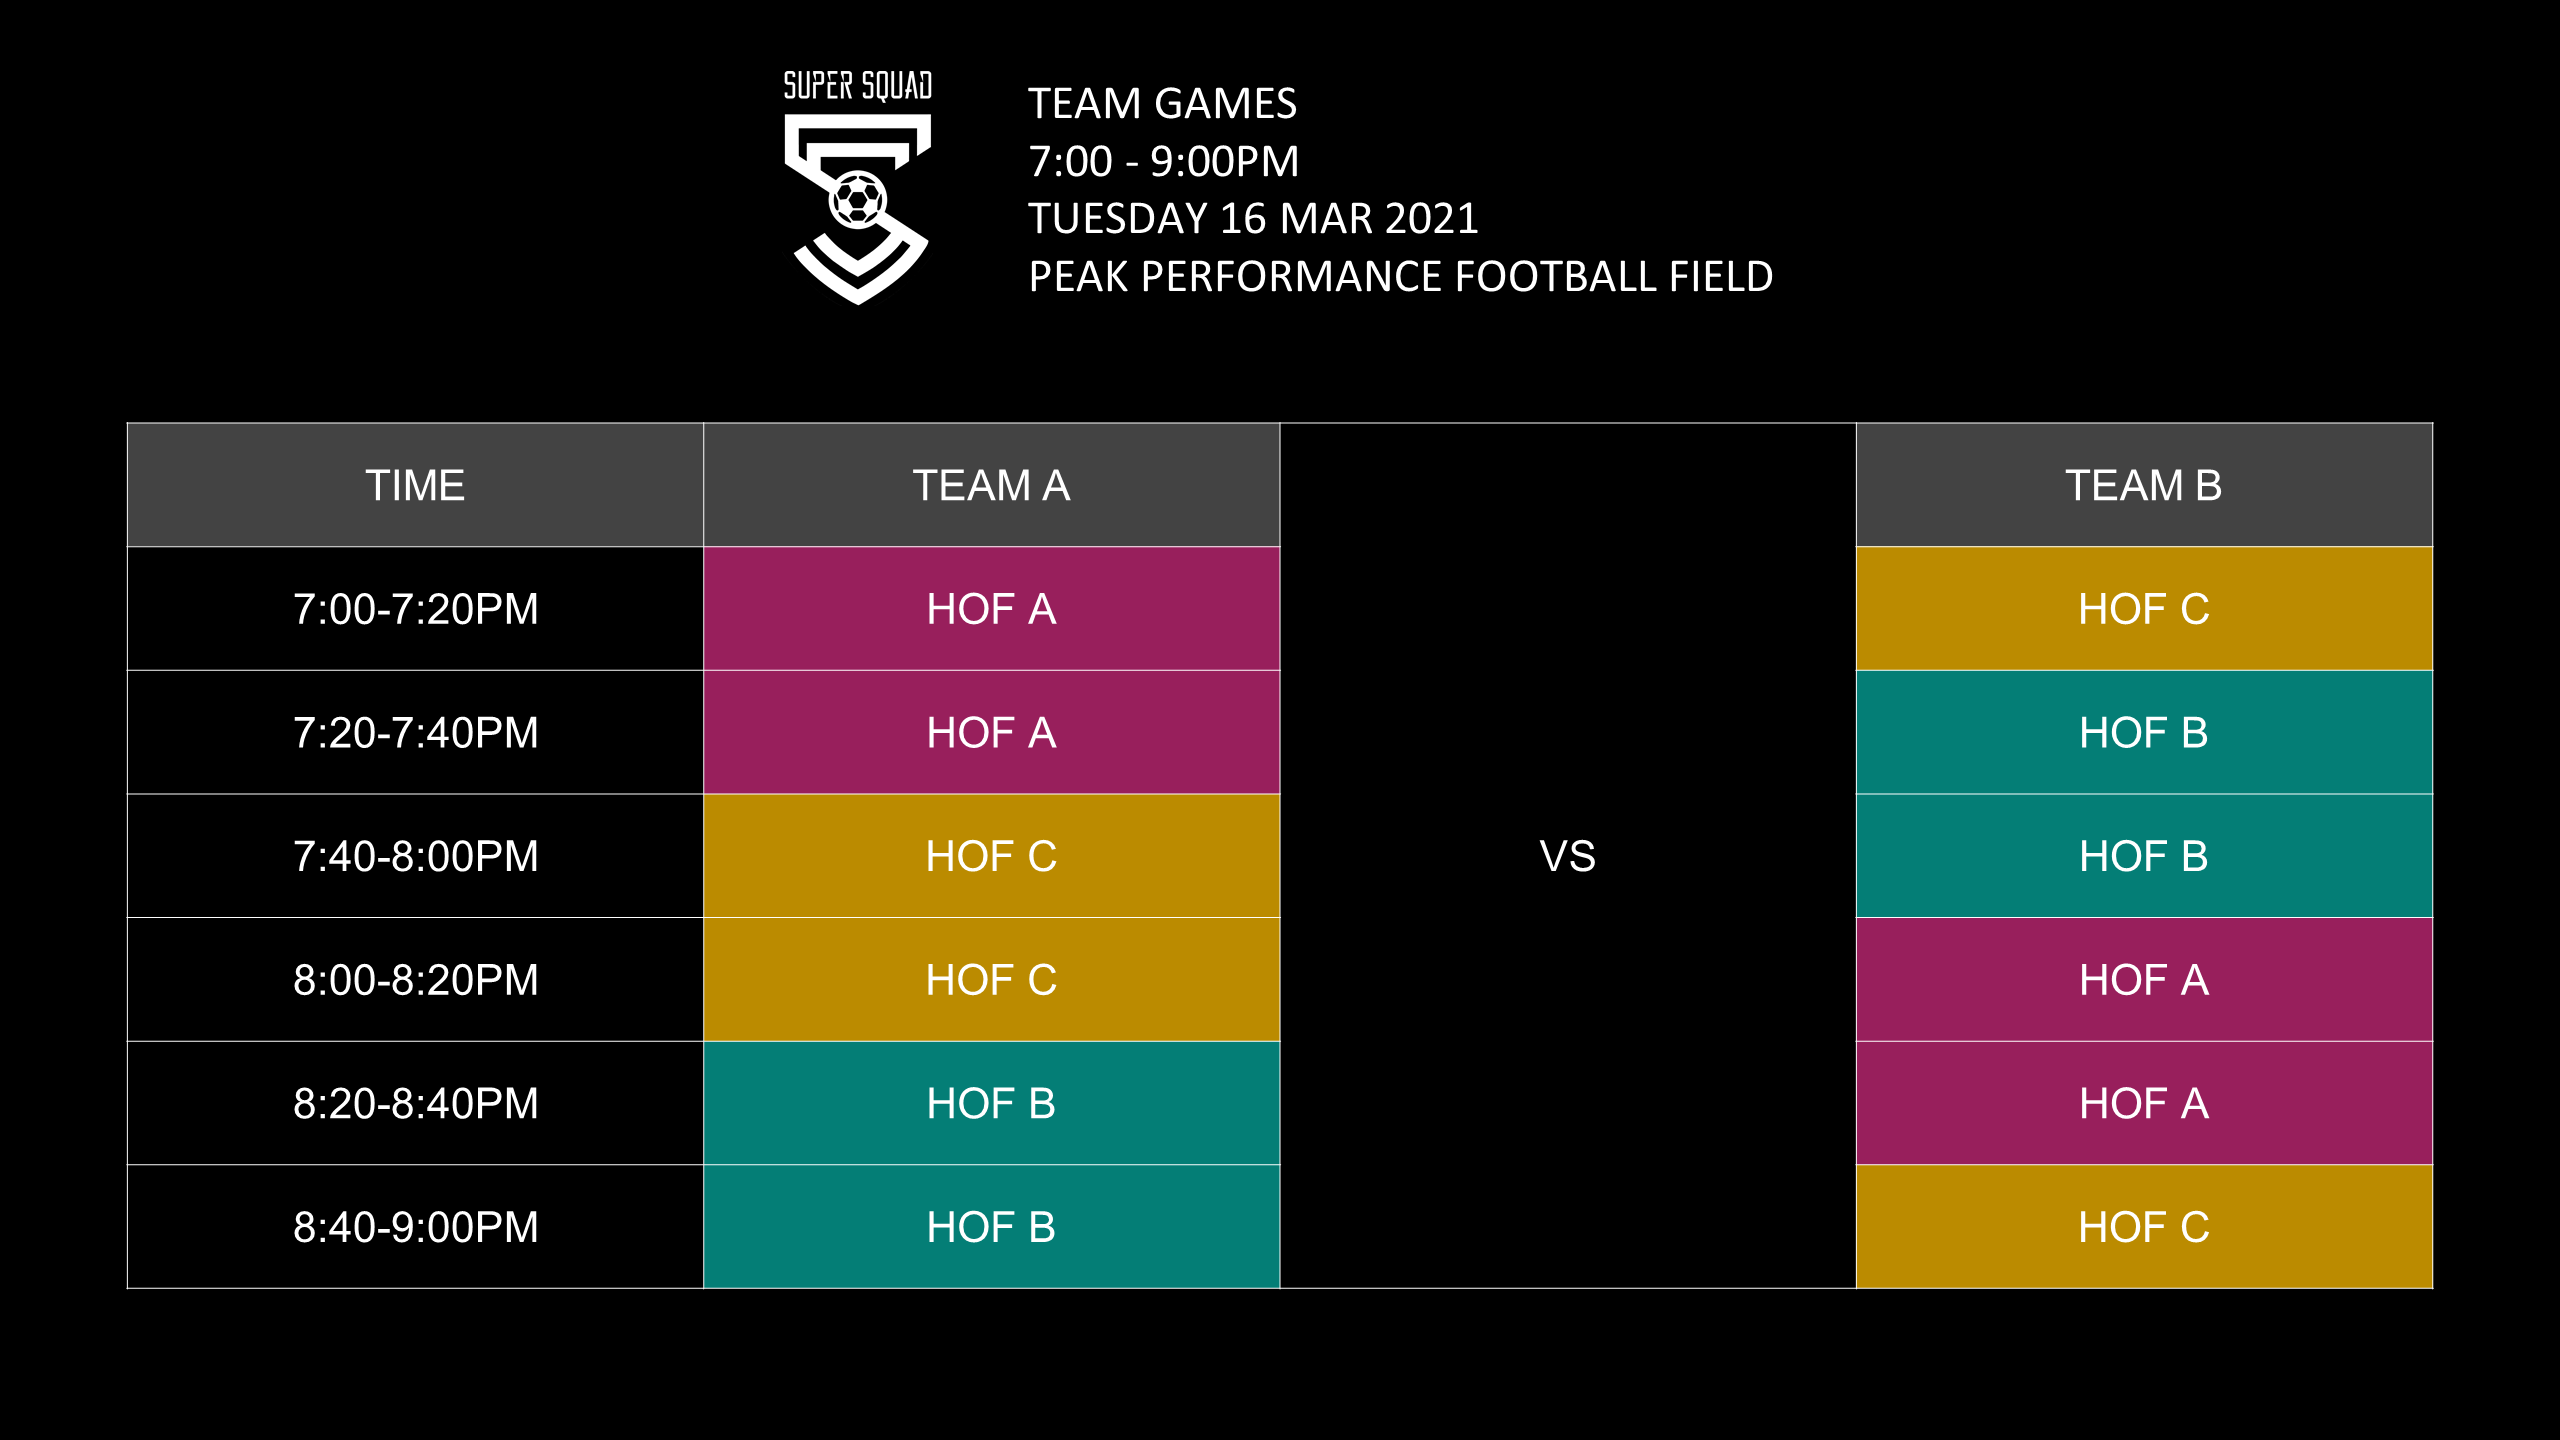 SUPER SQUAD
TEAM GAMES
7:00 - 9:00PM
TUESDAY 16 MAR 2021
PEAK PERFORMANCE FOOTBALL FIELD
TIME TEAM A TEAM B
7:00-7:20PM HOF A HOF C
7:20-7:40PM HOF A HOF B
7:40-8:00PM HOF C VS HOF B
8:00-8:20PM HOF C HOF A
8:20-8:40PM HOF B HOF A
8:40-9:00PM HOF B HOF C